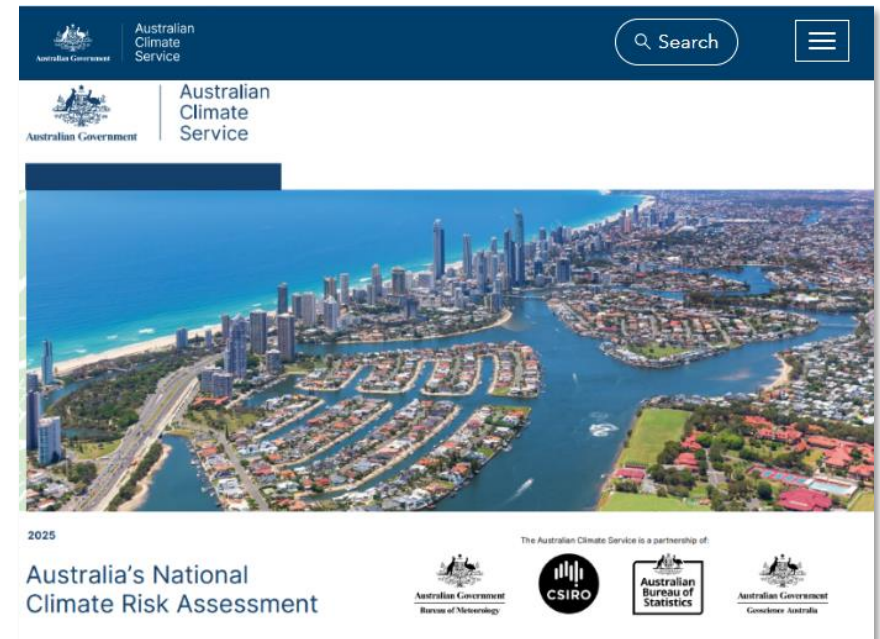 Australian Government
Australian
Climate
Service
Search
Australian Government
Australian
Climate
Service
2025
Australia's National
Climate Risk Assessment
The Australian Climate Service is a partnership of:
Australian Government
Bureau of Meteorology
CSIRO
Australian
Bureau of
Statistics
Australian Government
Geoscience Australia